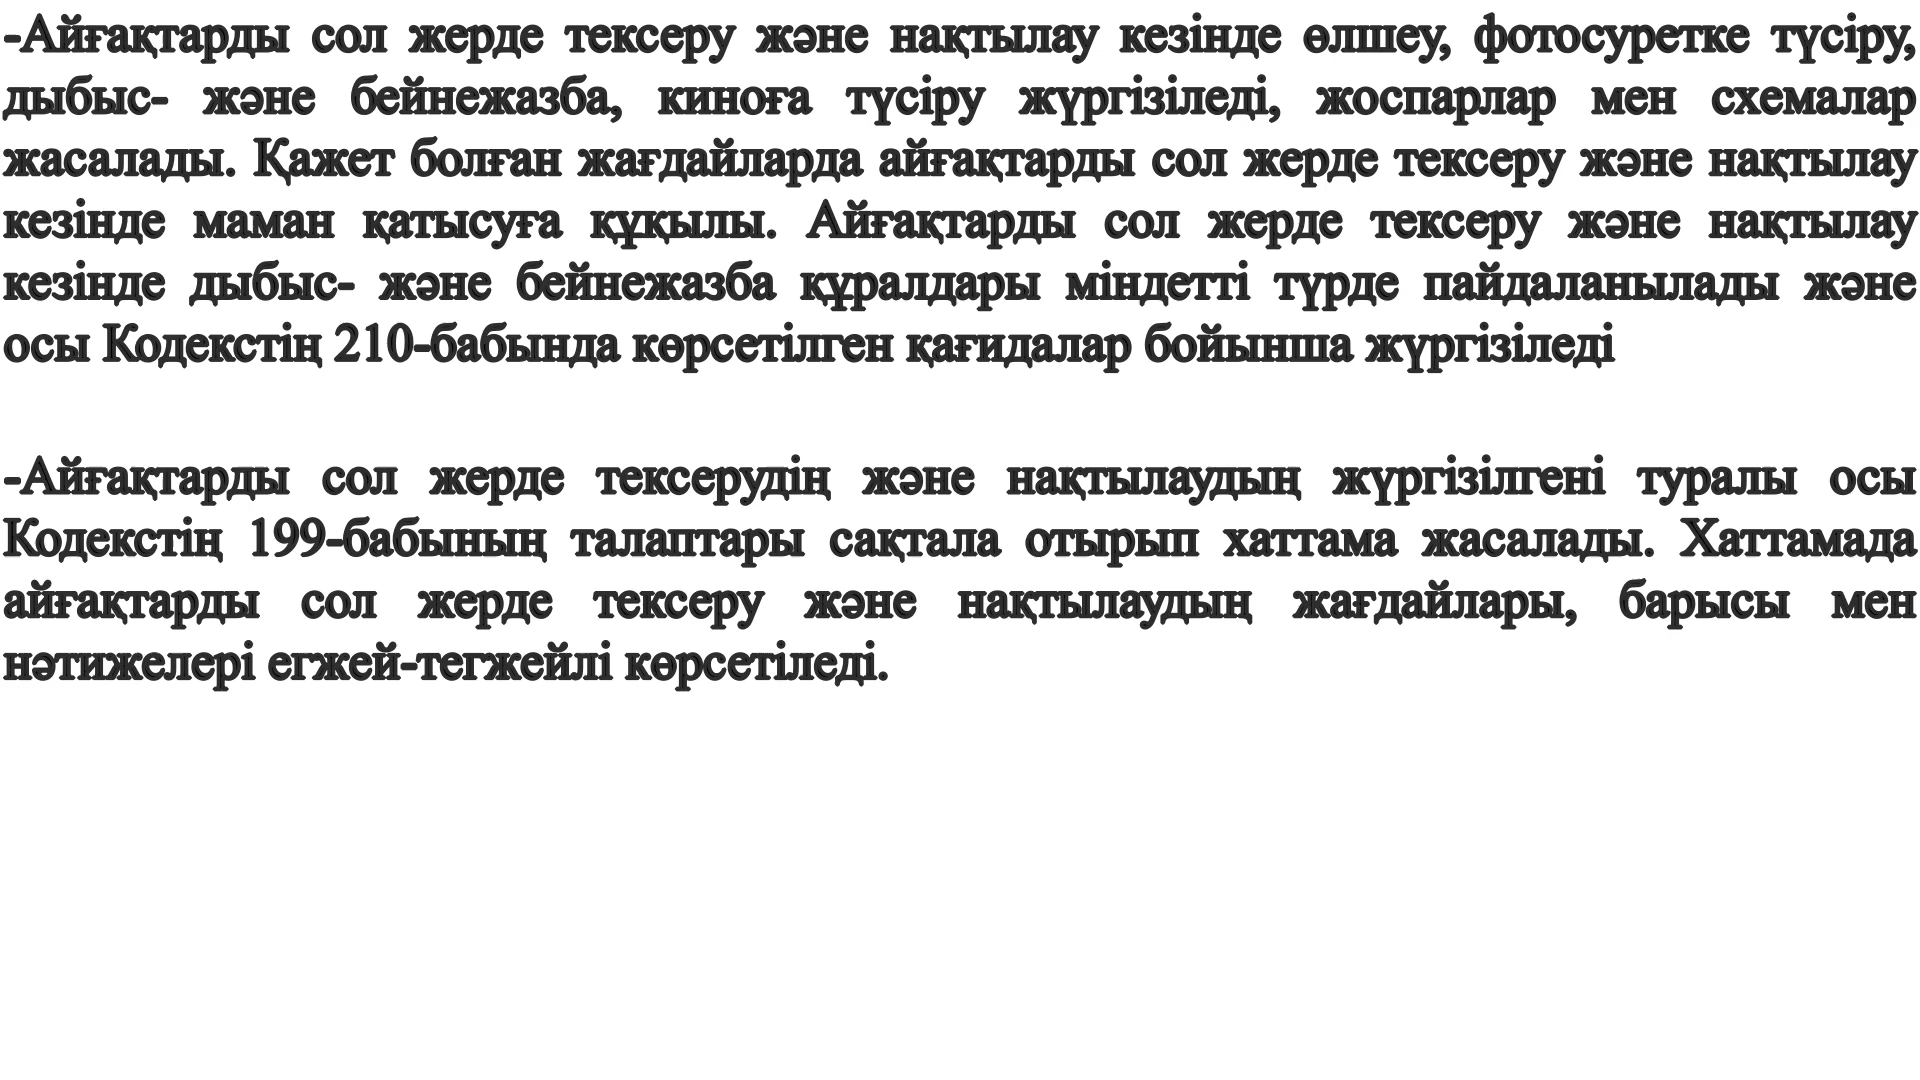 -Айғақтарды сол жерде тексеру және нақтылау кезінде өлшеу, фотосуретке түсіру,
дыбыс- және бейнежазба, киноға түсіру жүргізіледі, жоспарлар мен схемалар
жасалады. Қажет болған жағдайларда айғақтарды сол жерде тексеру және нақтылау
кезінде маман қатысуға құқылы. Айғақтарды сол жерде тексеру және нақтылау
кезінде дыбыс- және бейнежазба құралдары міндетті түрде пайдаланылады және
осы Кодекстің 210-бабында көрсетілген қағидалар бойынша жүргізіледі
-Айғақтарды сол жерде тексерудің және нақтылаудың жүргізілгені туралы осы
Кодекстің 199-бабының талаптары сақтала отырып хаттама жасалады. Хаттамада
айғақтарды сол жерде тексеру және нақтылаудың жағдайлары, барысы мен
нәтижелері егжей-тегжейлі көрсетіледі.